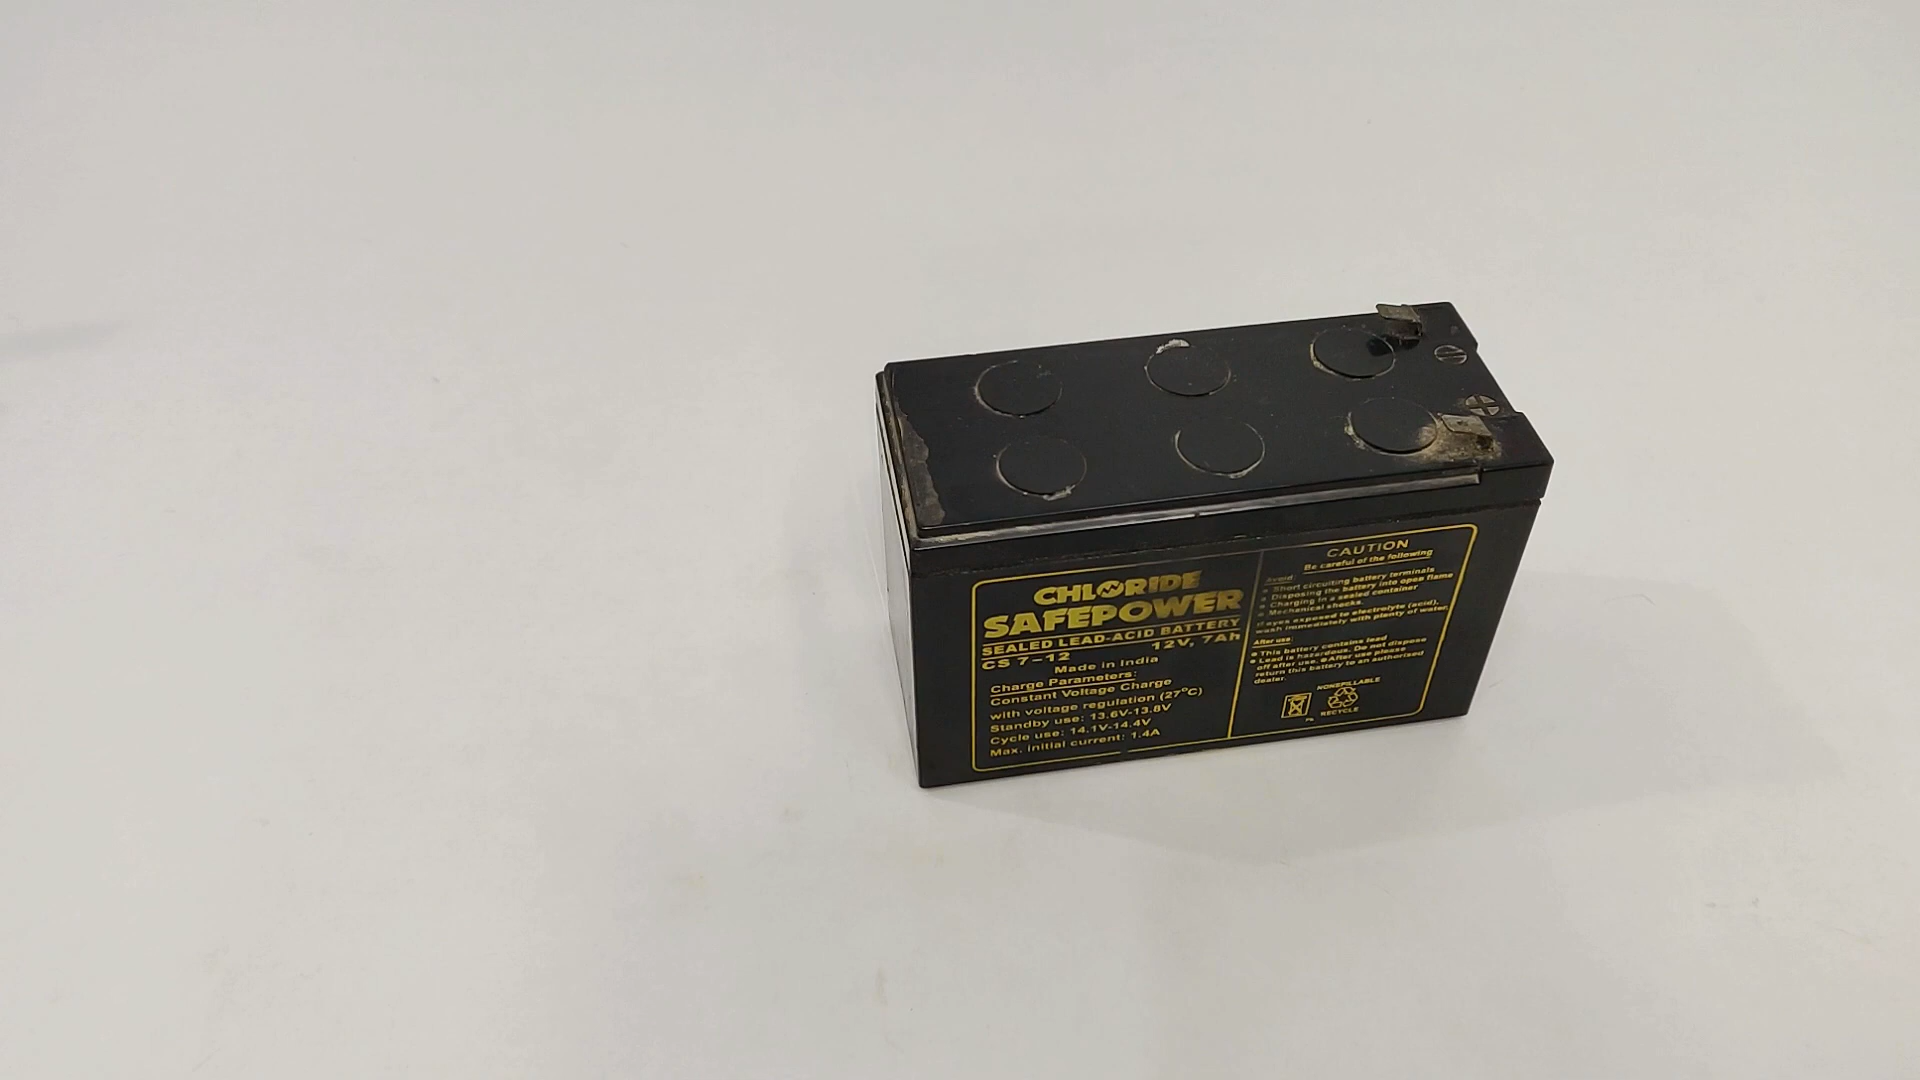 CHLORIDE
SAFEPOWER
SEALED LEAD-ACID BATTERY
CS 7-12 12V, 7Ah
Made in India
Charge Parameters:
Constant Voltage Charge
with voltage regulation (27°C)
Standby use: 13.6V-13.8V
Cycle use: 14.1V-14.4V
Max. initial current: 1.4A
CAUTION
Be careful of the following
Avoid:
Short circuiting battery terminals
Disposing the battery into open flame
Charging in a sealed container
Mechanical shocks.
If eyes exposed to electrolyte (acid),
wash immediately with plenty of water.
After use:
This battery contains lead
Lead is hazardous. Do not dispose
off after use. After use please
return this battery to an authorised
dealer.
NONSPILLABLE
RECYCLE
Pb